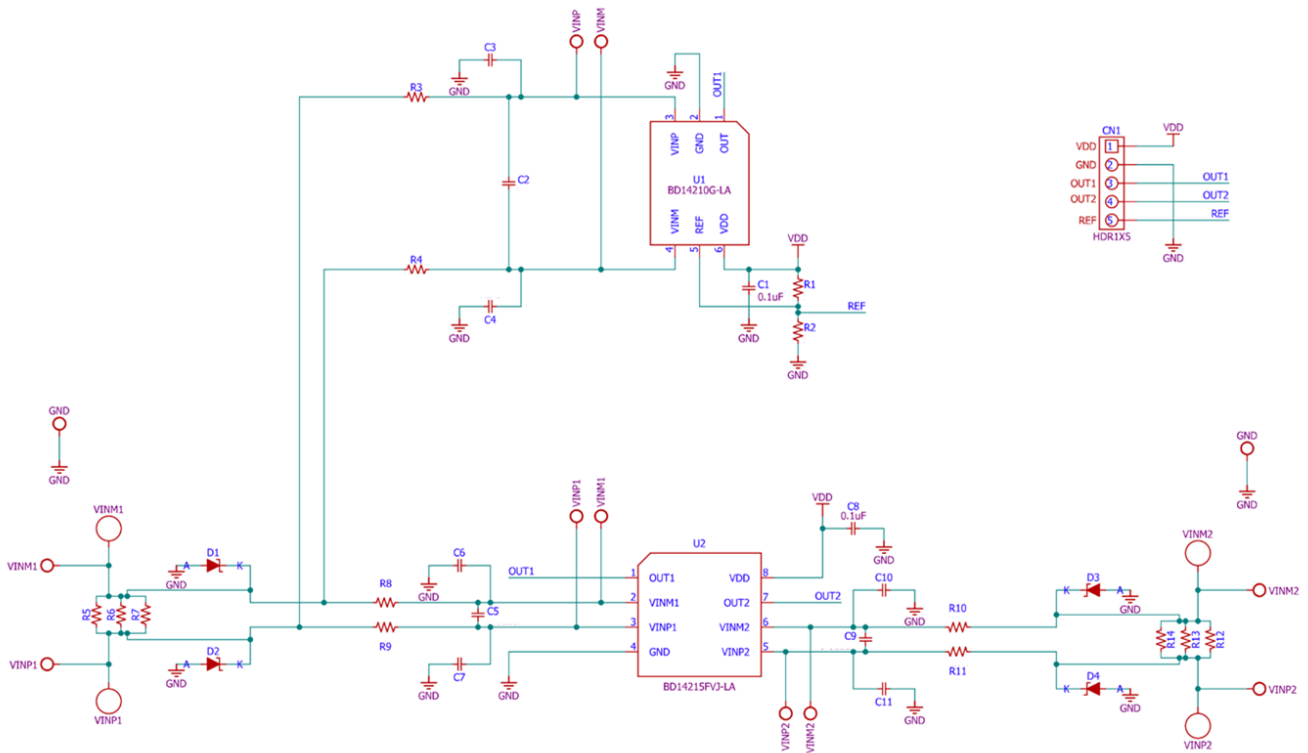 VINP
VINM
C3
GND
R3
GND
OUT1
3
2
1
VINP
GND
OUT
C2
U1
BD14210G-LA
VINM
REF
VDD
4
5
6
R4
C4
GND
VDD
C1
0.1uF
R1
R2
REF
GND
GND
CN1
VDD
VDD
1
GND
2
OUT1
3
OUT1
OUT2
4
OUT2
REF
5
REF
HDR1X5
GND
GND
GND
GND
GND
VINM1
VINM1
D1
A
K
GND
R5
R6
R7
D2
A
K
GND
VINP1
VINP1
R8
R9
C6
GND
C5
C7
GND
GND
VINP1
VINM1
OUT1
U2
1
OUT1
2
VINM1
3
VINP1
4
GND
VDD
8
OUT2
7
VINM2
6
VINP2
5
BD14215FVJ-LA
VDD
C8
0.1uF
GND
OUT2
C10
GND
C9
C11
GND
VINP2
VINM2
R10
R11
D3
K
A
GND
D4
K
A
GND
R14
R13
R12
VINM2
VINM2
VINP2
VINP2